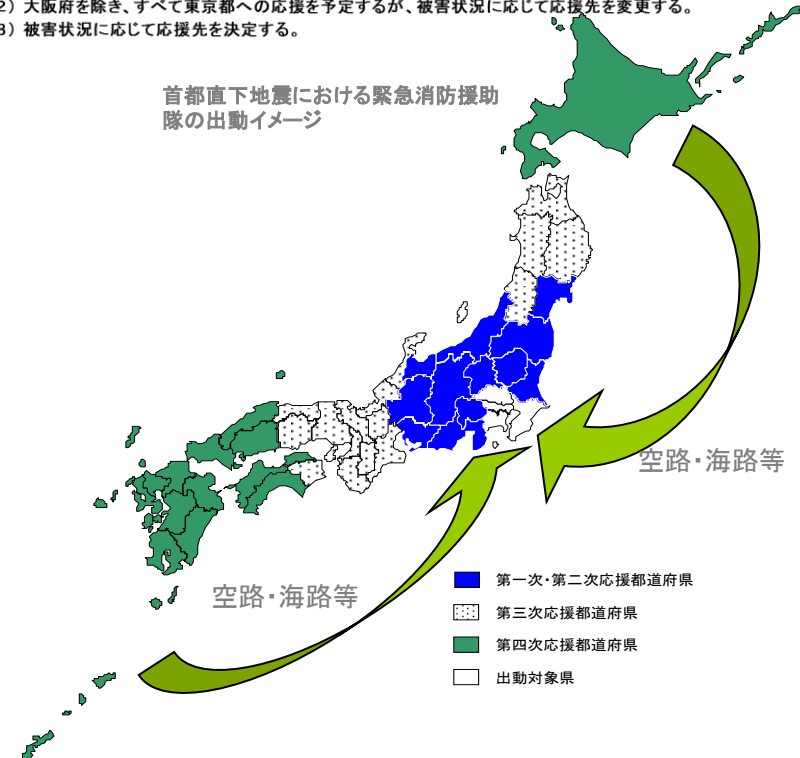 2）大阪府を除き、すべて東京都への応援を予定するが、被害状況に応じて応援先を変更する。
3）被害状況に応じて応援先を決定する。
首都直下地震における緊急消防援助
隊の出動イメージ
空路・海路等
空路・海路等
第一次・第二次応援都道府県
第三次応援都道府県
第四次応援都道府県
出動対象県